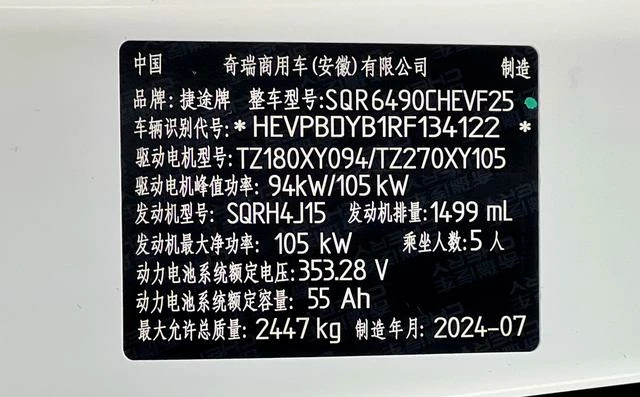 中国 奇瑞商用车(安徽)有限公司 制造
品牌: 捷途牌 整车型号:SQR6490CHEVF25
车辆识别代号:*HEVPBDYB1RF134122*
驱动电机型号:TZ180XY094/TZ270XY105
驱动电机峰值功率: 94kW/105 kW
发动机型号:SQRH4J15 发动机排量:1499 mL
发动机最大净功率: 105 kW 乘坐人数:5 人
动力电池系统额定电压:353.28 V
动力电池系统额定容量: 55 Ah
最大允许总质量: 2447 kg 制造年月: 2024-07